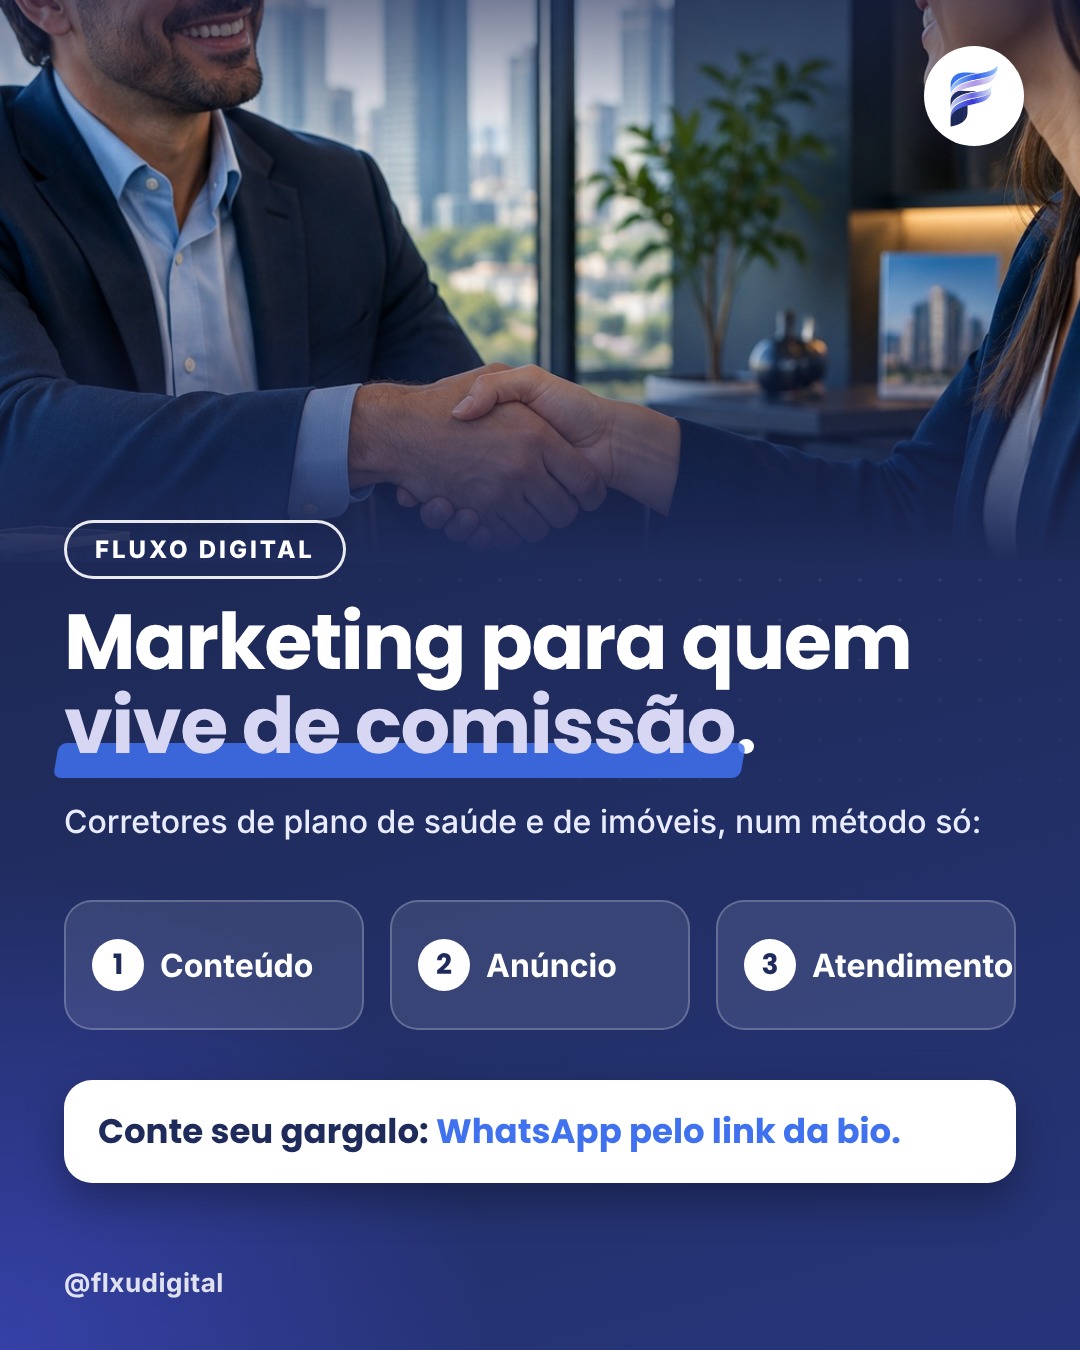 FLUXO DIGITAL
Marketing para quem
vive de comissão.
Corretores de plano de saúde e de imóveis, num método só:
1 Conteúdo
2 Anúncio
3 Atendimento
Conte seu gargalo: WhatsApp pelo link da bio.
@flxudigital